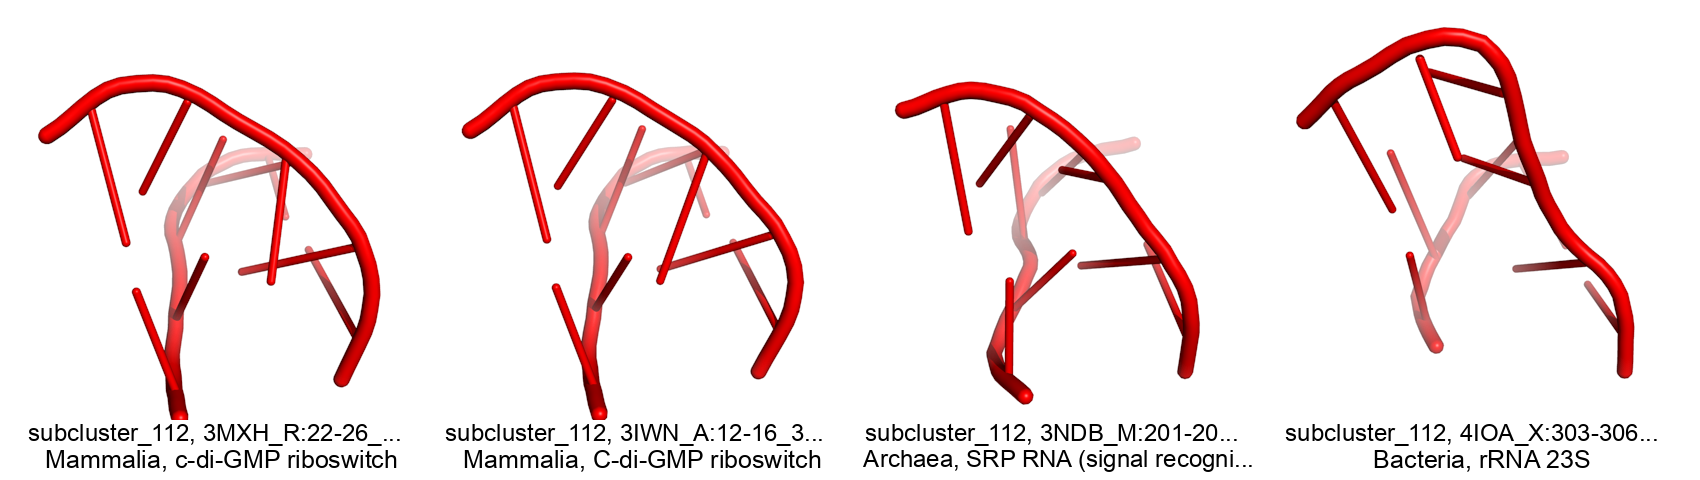 subcluster_112, 3MXH_R:22-26_...
Mammalia, c-di-GMP riboswitch
subcluster_112, 3IWN_A:12-16_3...
Mammalia, C-di-GMP riboswitch
subcluster_112, 3NDB_M:201-20...
Archaea, SRP RNA (signal recogni...
subcluster_112, 4IOA_X:303-306...
Bacteria, rRNA 23S